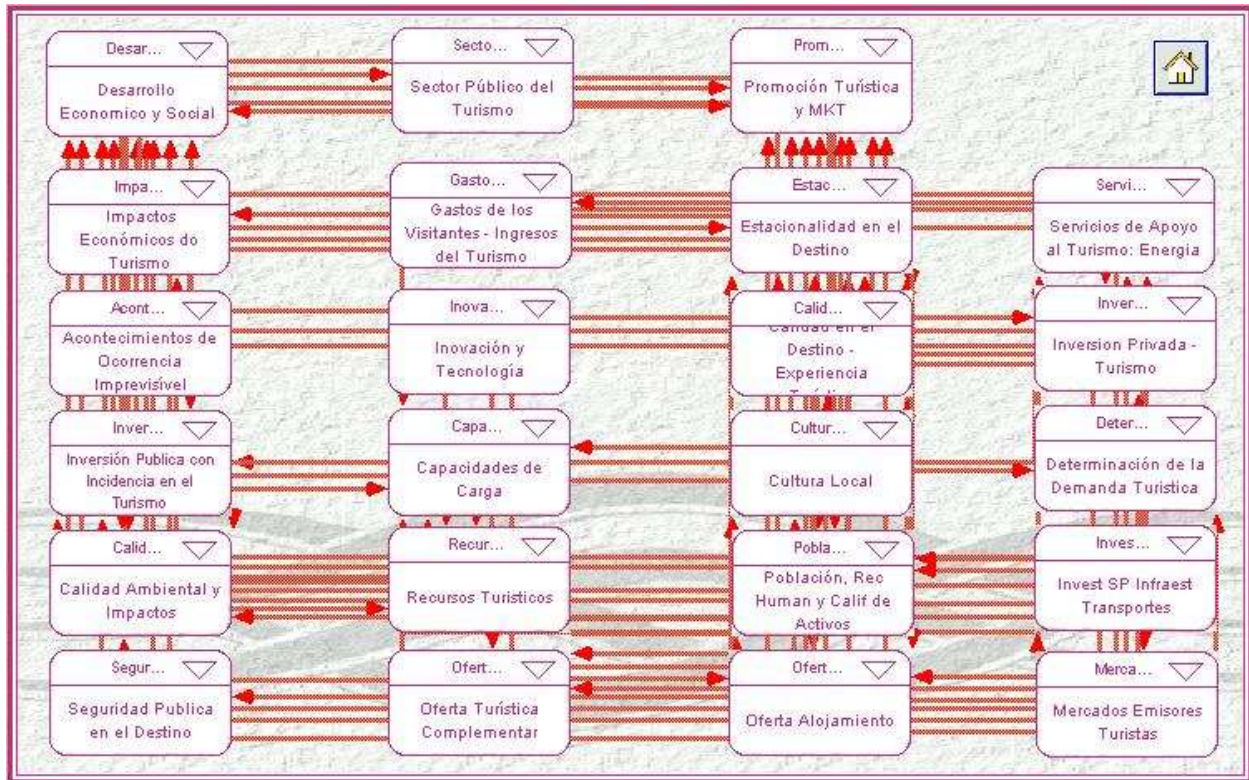 Desar...
Desarrollo
Economico y Social
Secto...
Sector Público del
Turismo
Prom...
Promoción Turística
y MKT
Impa...
Impactos
Económicos do
Turismo
Gasto...
Gastos de los
Visitantes - Ingresos
del Turismo
Estac...
Estacionalidad en el
Destino
Servi...
Servicios de Apoyo
al Turismo: Energia
Acont...
Acontecimientos de
Ocorrencia
Imprevisível
Inova...
Inovación y
Tecnología
Calid...
Calidad en el
Destino -
Experiencia
Inver...
Inversion Privada -
Turismo
Inver...
Inversión Publica con
Incidencia en el
Turismo
Capa...
Capacidades de
Carga
Cultur...
Cultura Local
Deter...
Determinación de la
Demanda Turistica
Calid...
Calidad Ambiental y
Impactos
Recur...
Recursos Turisticos
Pobla...
Población, Rec
Human y Calif de
Activos
Inves...
Invest SP Infraest
Transportes
Segur...
Seguridad Publica
en el Destino
Ofert...
Oferta Turística
Complementar
Ofert...
Oferta Alojamiento
Merca...
Mercados Emisores
Turistas